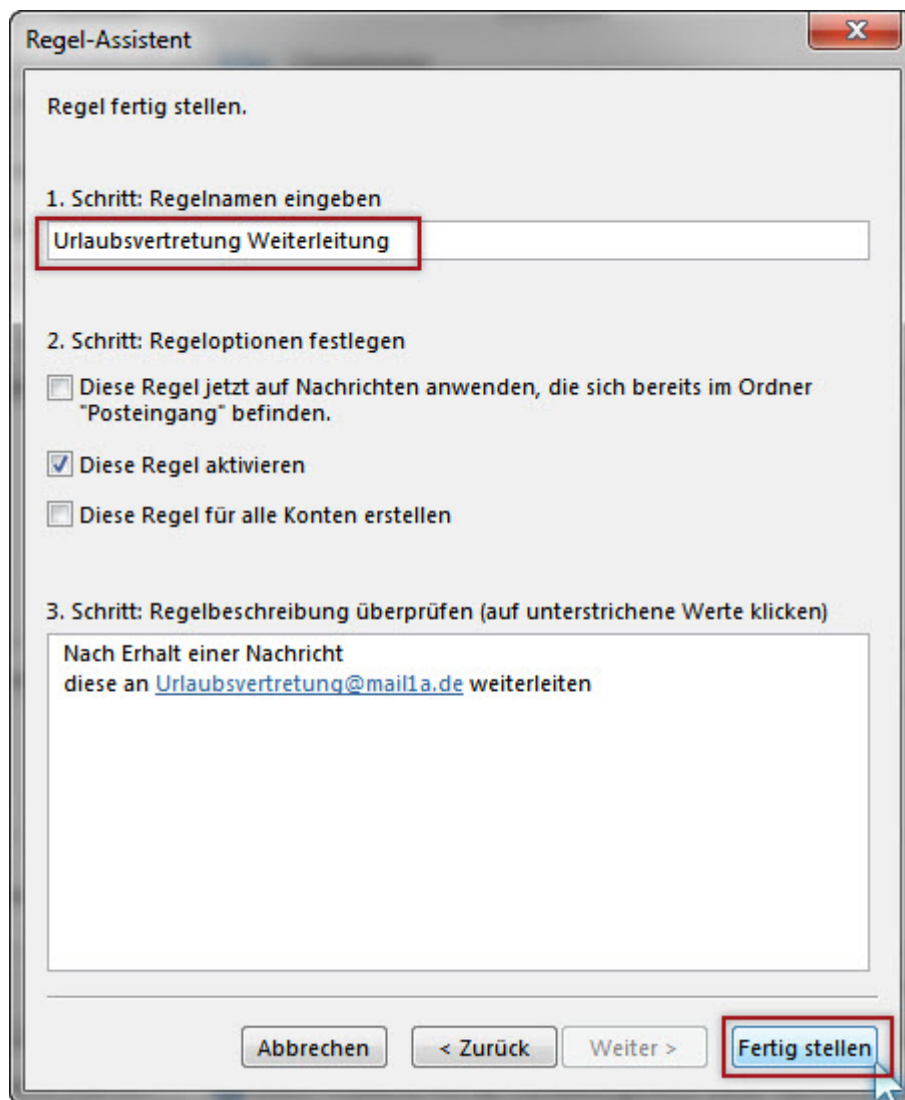 Regel-Assistent
Regel fertig stellen.
1. Schritt: Regelnamen eingeben
Urlaubsvertretung Weiterleitung
2. Schritt: Regeloptionen festlegen
Diese Regel jetzt auf Nachrichten anwenden, die sich bereits im Ordner
"Posteingang" befinden.
Diese Regel aktivieren
Diese Regel für alle Konten erstellen
3. Schritt: Regelbeschreibung überprüfen (auf unterstrichene Werte klicken)
Nach Erhalt einer Nachricht
diese an Urlaubsvertretung@mail1a.de weiterleiten
Abbrechen
< Zurück
Weiter >
Fertig stellen